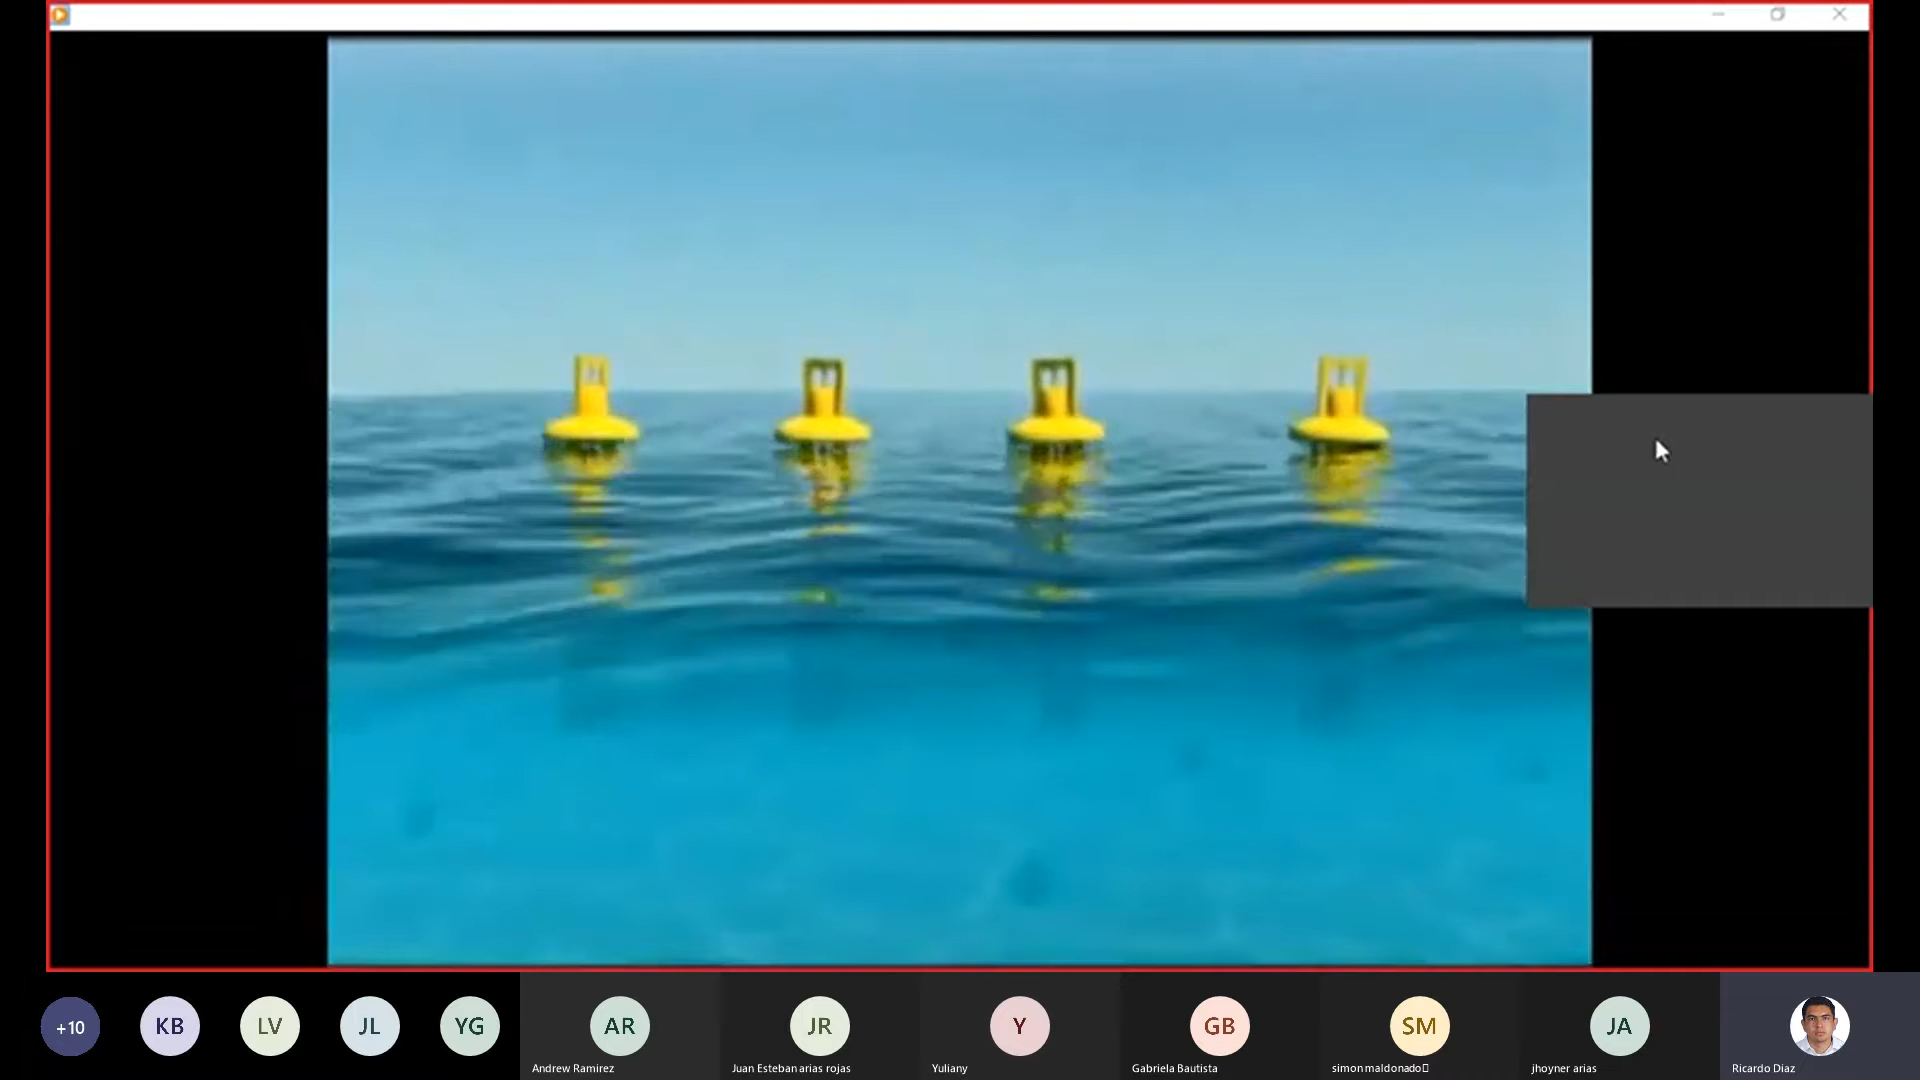 +10
KB
LV
JL
YG
AR
JR
Y
GB
SM
JA
Andrew Ramirez
Juan Esteban arias rojas
Yuliany
Gabriela Bautista
simon maldonado
jhoyner arias
Ricardo Diaz